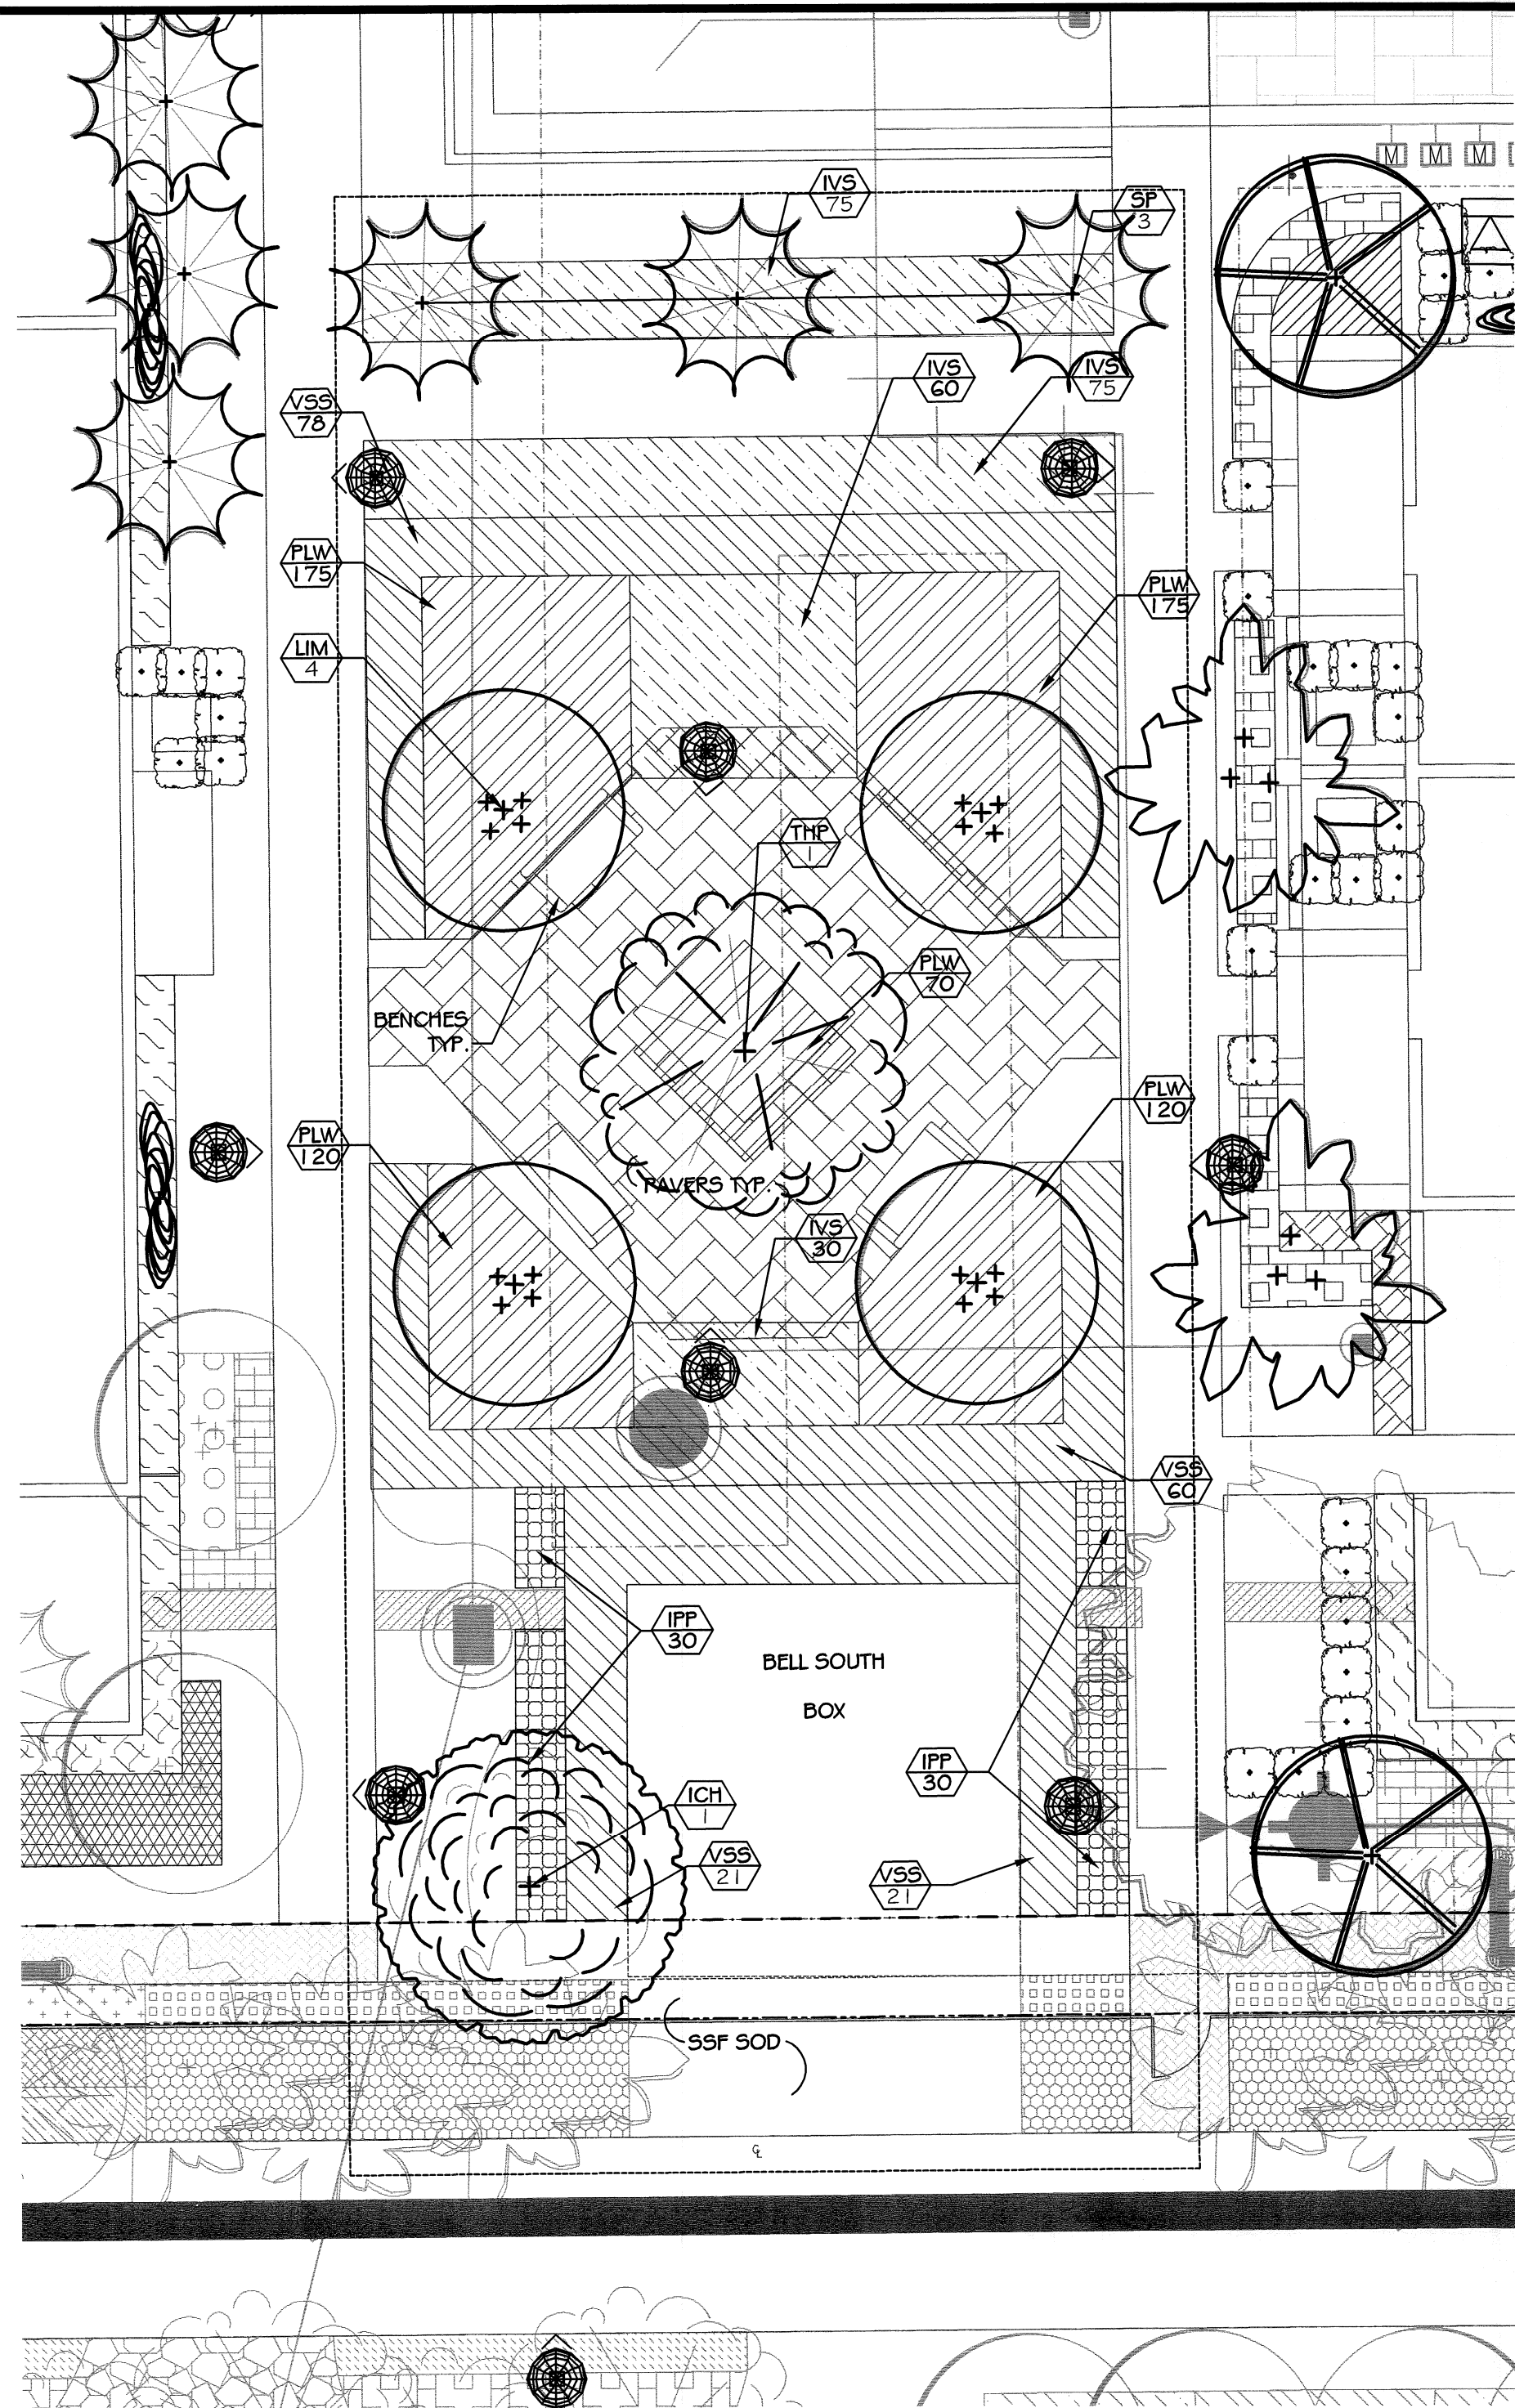 M M M
IVS
75
SP
3
IVS
60
IVS
75
VSS
78
PLW
175
PLW
175
LIM
4
THP
1
PLW
70
BENCHES
TYP.
PLW
120
PLW
120
PAVERS TYP.
IVS
30
VSS
60
IPP
30
BELL SOUTH
BOX
IPP
30
ICH
1
VSS
21
VSS
21
SSF SOD
℄